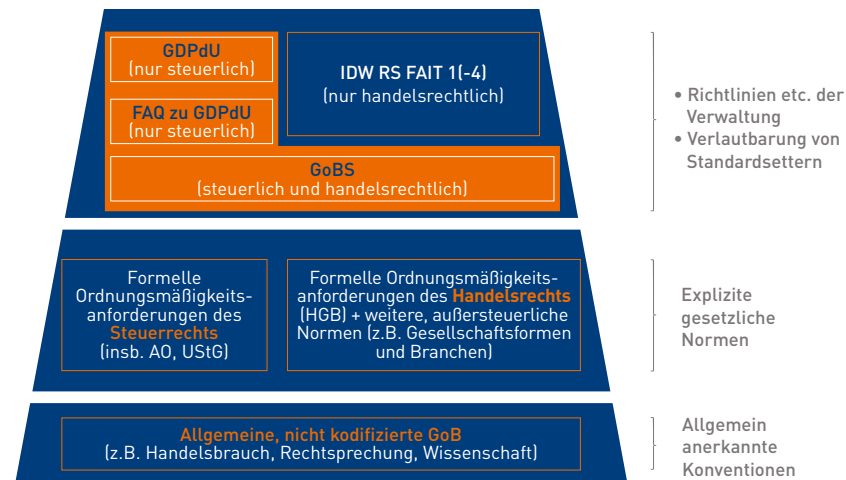 GDPdU
(nur steuerlich)
FAQ zu GDPdU
(nur steuerlich)
IDW RS FAIT 1(-4)
(nur handelsrechtlich)
GoBS
(steuerlich und handelsrechtlich)
• Richtlinien etc. der
Verwaltung
• Verlautbarung von
Standardsettern
Formelle
Ordnungsmäßigkeits-
anforderungen des
Steuerrechts
(insb. AO, UStG)
Formelle Ordnungsmäßigkeits-
anforderungen des Handelsrechts
(HGB) + weitere, außersteuerliche
Normen (z.B. Gesellschaftsformen
und Branchen)
Explizite
gesetzliche
Normen
Allgemeine, nicht kodifizierte GoB
(z.B. Handelsbrauch, Rechtsprechung, Wissenschaft)
Allgemein
anerkannte
Konventionen